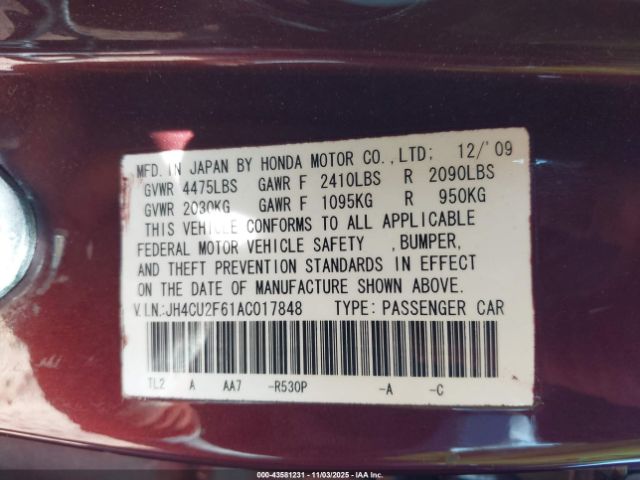 MFD. IN JAPAN BY HONDA MOTOR CO.,LTD; 12/'09
GVWR 4475LBS GAWR F 2410LBS R 2090LBS
GVWR 2030KG GAWR F 1095KG R 950KG
THIS VEHICLE CONFORMS TO ALL APPLICABLE
FEDERAL MOTOR VEHICLE SAFETY ,BUMPER,
AND THEFT PREVENTION STANDARDS IN EFFECT
ON THE DATE OF MANUFACTURE SHOWN ABOVE.
V.I.N.:JH4CU2F61AC017848 TYPE: PASSENGER CAR
TL2 A AA7 -R530P -A -C
000-43581231 - 11/03/2025 - IAA Inc.